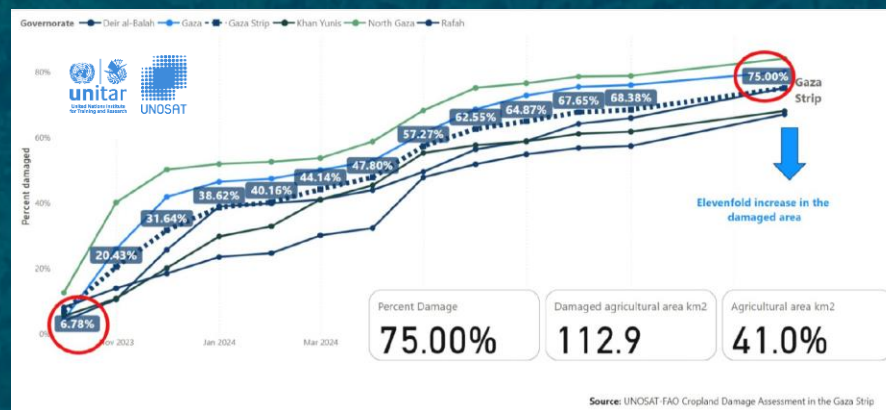 Governorate Deir al-Balah Gaza Gaza Strip Khan Yunis North Gaza Rafah
unitar
United Nations Institute
for Training and Research
UNOSAT
Percent damaged
80%
60%
40%
20%
0%
6.78%
20.43%
31.64%
38.62%
40.16%
44.14%
47.80%
57.27%
62.55%
64.87%
67.65%
68.38%
75.00%
Gaza
Strip
Elevenfold increase in the
damaged area
Nov 2023
Jan 2024
Mar 2024
Percent Damage
75.00%
Damaged agricultural area km2
112.9
Agricultural area km2
41.0%
Source: UNOSAT-FAO Cropland Damage Assessment in the Gaza Strip